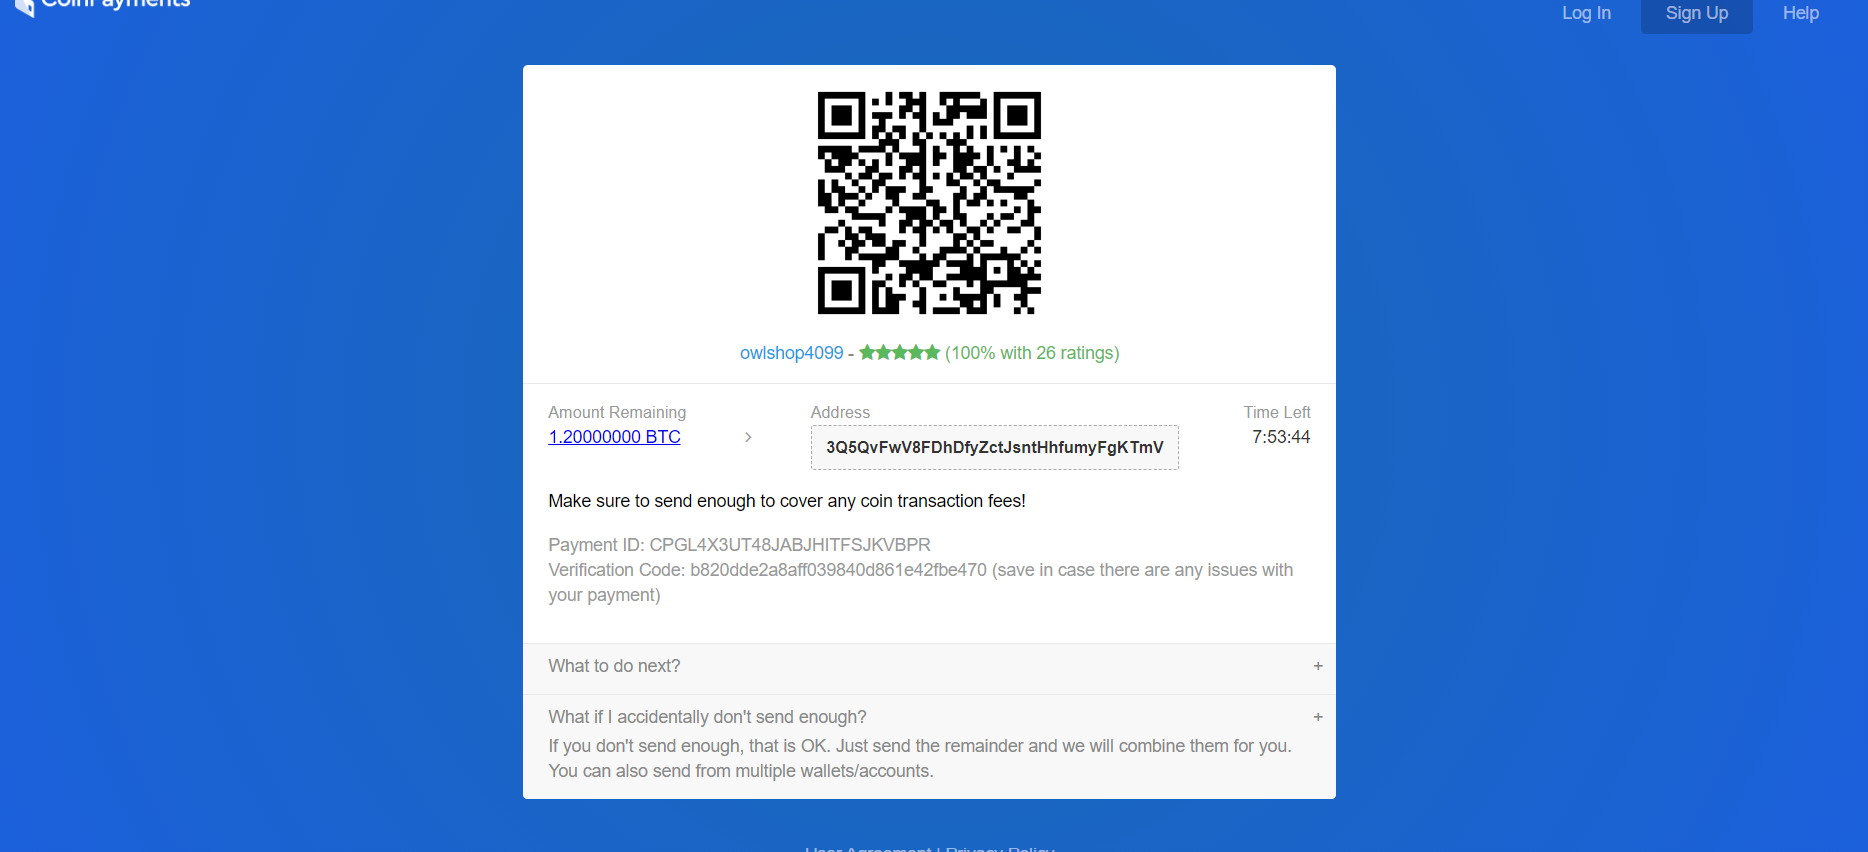 CoinPayments
Log In
Sign Up
Help
owlshop4099 - ★★★★★ (100% with 26 ratings)
Amount Remaining
Address
Time Left
1.20000000 BTC
3Q5QvFwV8FDhDfyZctJsntHhfumyFgKTmV
7:53:44
Make sure to send enough to cover any coin transaction fees!
Payment ID: CPGL4X3UT48JABJHITFSJKVBPR
Verification Code: b820dde2a8aff039840d861e42fbe470 (save in case there are any issues with
your payment)
What to do next?
+
What if I accidentally don't send enough?
+
If you don't send enough, that is OK. Just send the remainder and we will combine them for you.
You can also send from multiple wallets/accounts.
User Agreement | Privacy Policy